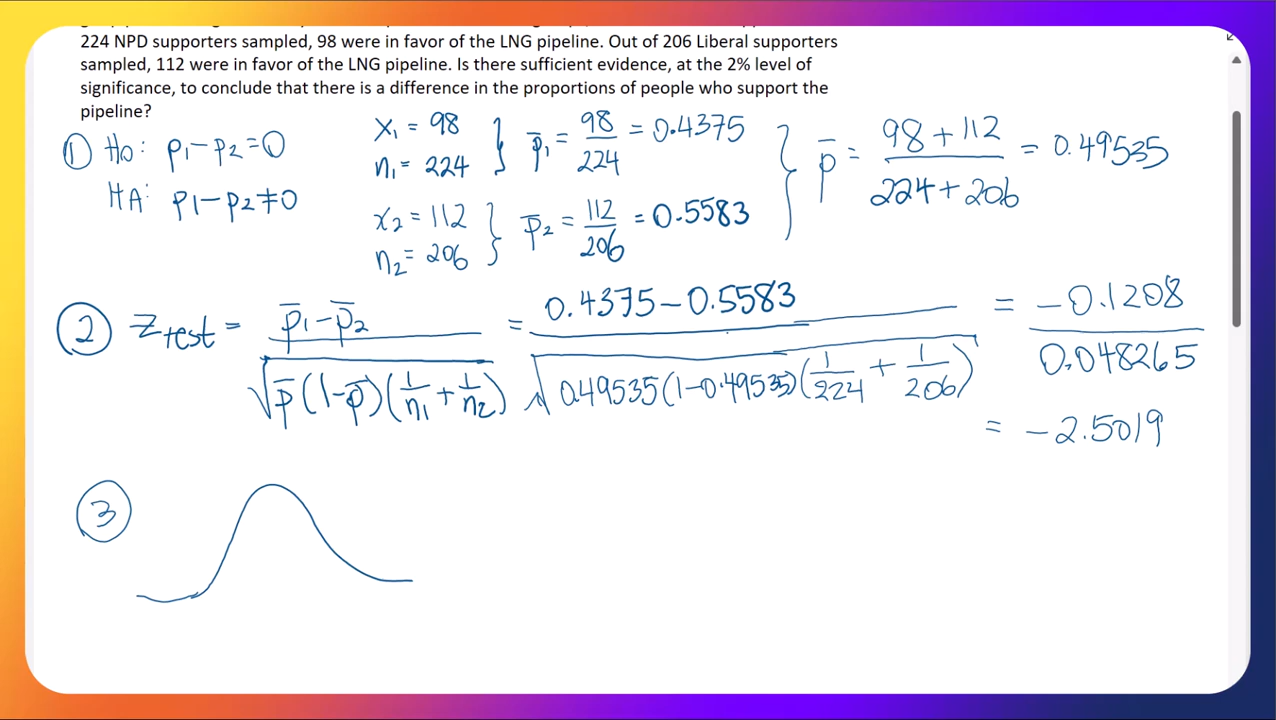 224 NPD supporters sampled, 98 were in favor of the LNG pipeline. Out of 206 Liberal supporters
sampled, 112 were in favor of the LNG pipeline. Is there sufficient evidence, at the 2% level of
significance, to conclude that there is a difference in the proportions of people who support the
pipeline?
① Ho: p₁-p₂=0
HA: p₁-p₂≠0
x₁ = 98
n₁ = 224
} p̄₁ = 98/224 = 0.4375
x₂ = 112
n₂ = 206
} p̄₂ = 112/206 = 0.5583
} p̄ = (98+112)/(224+206) = 0.49535
② Ztest = (p̄₁-p̄₂)/√(p̄(1-p̄)(1/n₁+1/n₂)) = (0.4375-0.5583)/√(0.49535(1-0.49535)(1/224+1/206)) = -0.1208/0.048265
= -2.5019
③